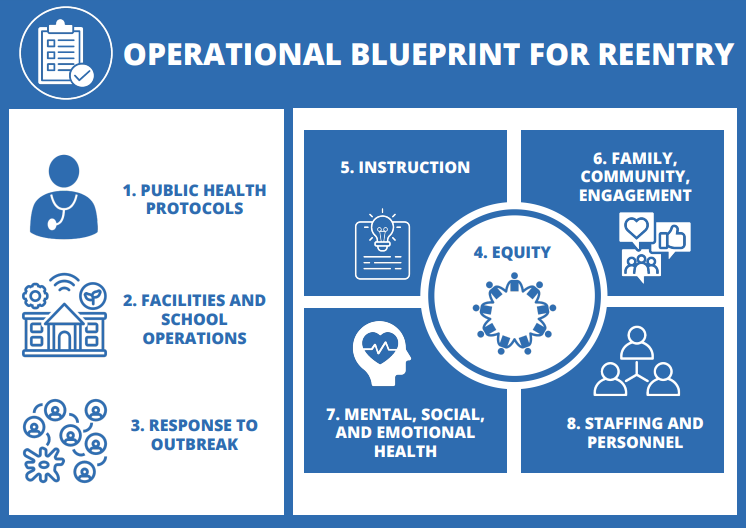 OPERATIONAL BLUEPRINT FOR REENTRY
1. PUBLIC HEALTH
PROTOCOLS
2. FACILITIES AND
SCHOOL
OPERATIONS
3. RESPONSE TO
OUTBREAK
4. EQUITY
5. INSTRUCTION
6. FAMILY,
COMMUNITY,
ENGAGEMENT
7. MENTAL, SOCIAL,
AND EMOTIONAL
HEALTH
8. STAFFING AND
PERSONNEL